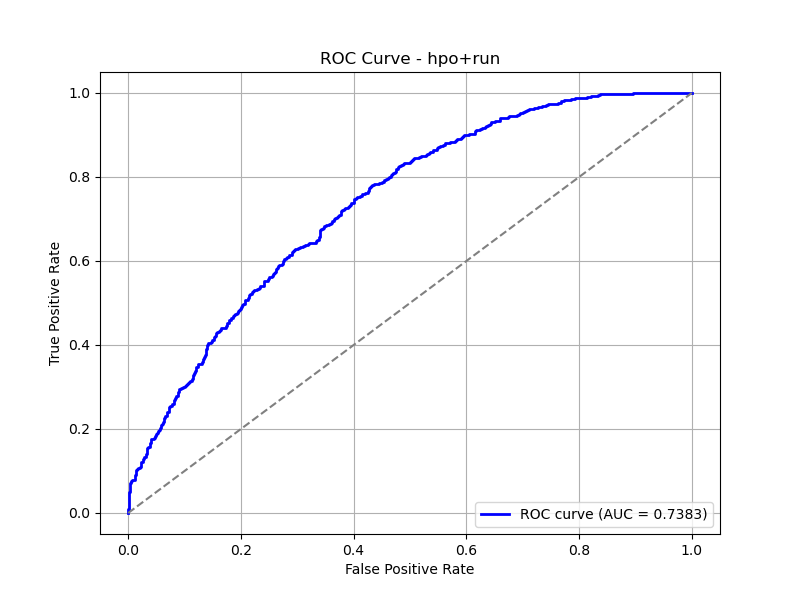 ROC Curve - hpo+run
True Positive Rate
1.0
0.8
0.6
0.4
0.2
0.0
ROC curve (AUC = 0.7383)
0.0 0.2 0.4 0.6 0.8 1.0
False Positive Rate